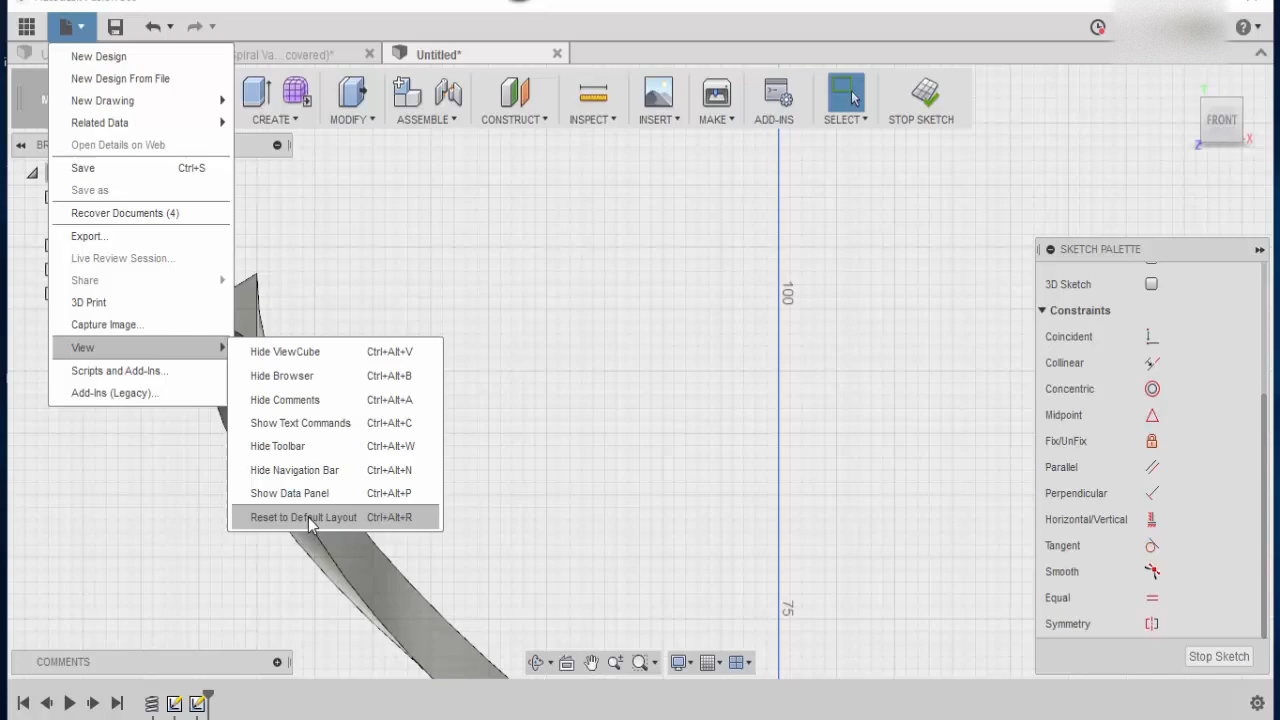 piral Va... covered)*
Untitled*
New Design
New Design From File
New Drawing
Related Data
Open Details on Web
Save Ctrl+S
Save as
Recover Documents (4)
Export...
Live Review Session...
Share
3D Print
Capture Image...
View
Scripts and Add-Ins...
Add-Ins (Legacy)...
Hide ViewCube Ctrl+Alt+V
Hide Browser Ctrl+Alt+B
Hide Comments Ctrl+Alt+A
Show Text Commands Ctrl+Alt+C
Hide Toolbar Ctrl+Alt+W
Hide Navigation Bar Ctrl+Alt+N
Show Data Panel Ctrl+Alt+P
Reset to Default Layout Ctrl+Alt+R
CREATE
MODIFY
ASSEMBLE
CONSTRUCT
INSPECT
INSERT
MAKE
ADD-INS
SELECT
STOP SKETCH
FRONT
Y
Z
X
100
75
SKETCH PALETTE
3D Sketch
Constraints
Coincident
Collinear
Concentric
Midpoint
Fix/UnFix
Parallel
Perpendicular
Horizontal/Vertical
Tangent
Smooth
Equal
Symmetry
Stop Sketch
COMMENTS